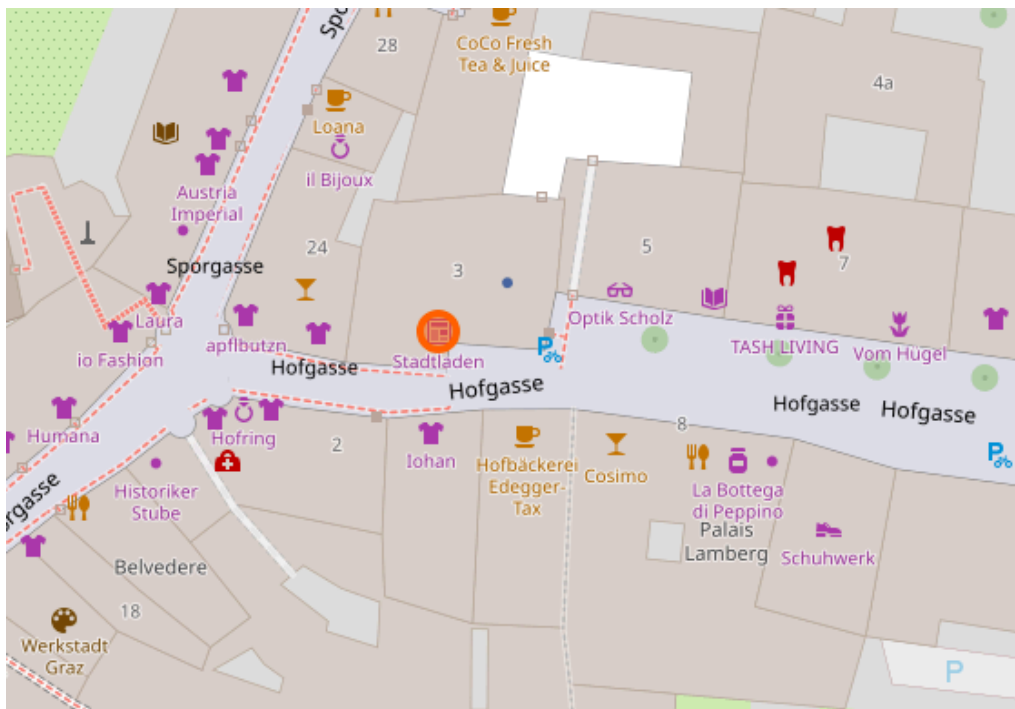 Spo
28
CoCo Fresh
Tea & Juice
4a
Loana
il Bijoux
Austria
Imperial
24
5
3
7
Sporgasse
Laura
Optik Scholz
apflbutzn
io Fashion
TASH LIVING
Vom Hügel
Stadtladen
Hofgasse
P
Hofgasse
Hofgasse
Hofgasse
Humana
Hofring
2
8
Iohan
P
Hofbäckerei
Edegger-
Tax
Cosimo
Historiker
Stube
La Bottega
di Peppino
orgasse
Palais
Lamberg
Schuhwerk
Belvedere
18
Werkstadt
Graz
P